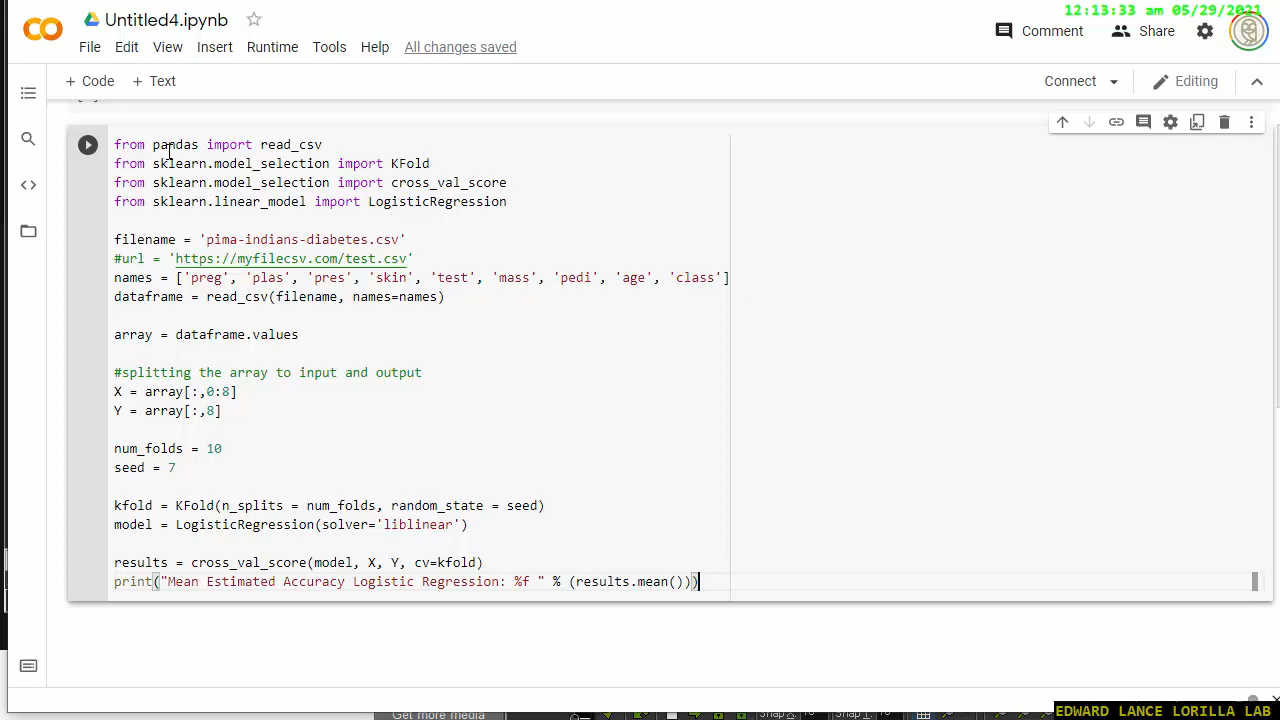 12:13:33 am 05/29/2021
Untitled4.ipynb
File Edit View Insert Runtime Tools Help All changes saved
Comment Share
+ Code + Text
Connect Editing
from pandas import read_csv
from sklearn.model_selection import KFold
from sklearn.model_selection import cross_val_score
from sklearn.linear_model import LogisticRegression
filename = 'pima-indians-diabetes.csv'
#url = 'https://myfilecsv.com/test.csv'
names = ['preg', 'plas', 'pres', 'skin', 'test', 'mass', 'pedi', 'age', 'class']
dataframe = read_csv(filename, names=names)
array = dataframe.values
#splitting the array to input and output
X = array[:,0:8]
Y = array[:,8]
num_folds = 10
seed = 7
kfold = KFold(n_splits = num_folds, random_state = seed)
model = LogisticRegression(solver='liblinear')
results = cross_val_score(model, X, Y, cv=kfold)
print("Mean Estimated Accuracy Logistic Regression: %f " % (results.mean()))
Get more media
EDWARD LANCE LORILLA LAB